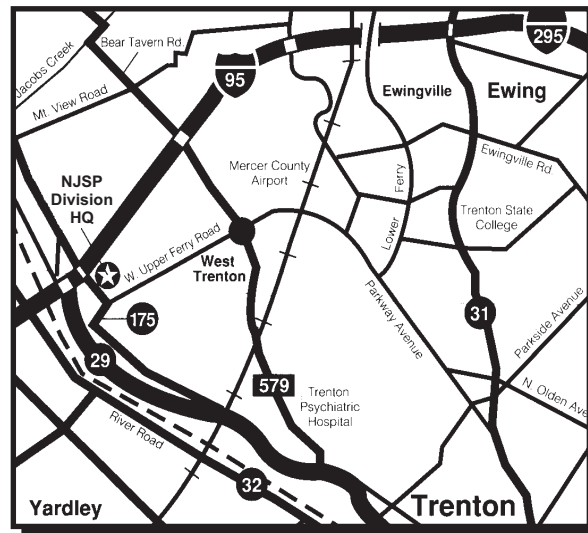 295
Bear Tavern Rd.
Jacobs Creek
95
Ewingville
Ewing
Mt. View Road
Ewingville Rd
NJSP
Division
HQ
Mercer County
Airport
Ferry
Lower
Trenton State
College
W. Upper Ferry Road
West
Trenton
175
31
Parkway Avenue
Parkside Avenue
29
579
Trenton
Psychiatric
Hospital
N. Olden Ave
River Road
32
Yardley
Trenton